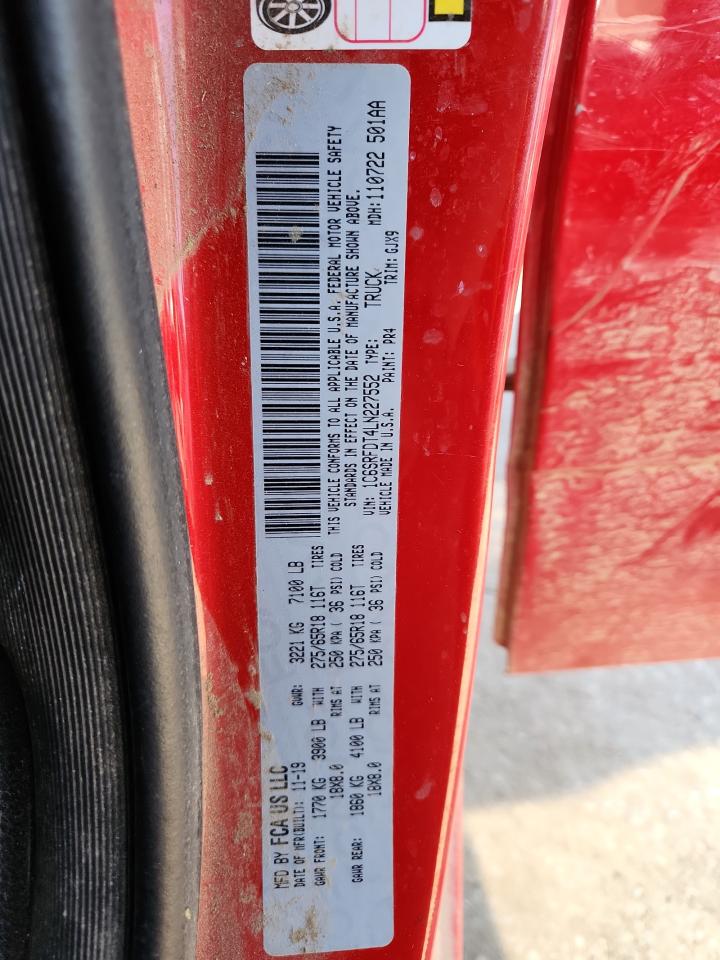 MFD BY FCA US LLC
DATE OF MFR(BUILT): 11-19 GVWR: 3221 KG 7100 LB
GAWR FRONT: 1770 KG 3900 LB WITH 275/65R18 116T TIRES
18X8.0 RIMS AT 250 KPA ( 36 PSI) COLD
GAWR REAR: 1860 KG 4100 LB WITH 275/65R18 116T TIRES
18X8.0 RIMS AT 250 KPA ( 36 PSI) COLD
THIS VEHICLE CONFORMS TO ALL APPLICABLE U.S.A. FEDERAL MOTOR VEHICLE SAFETY
STANDARDS IN EFFECT ON THE DATE OF MANUFACTURE SHOWN ABOVE.
VIN: 1C6SRFDT4LN227552 TYPE: TRUCK MDH:110722 501AA
VEHICLE MADE IN U.S.A. PAINT: PR4 TRIM: GJX9